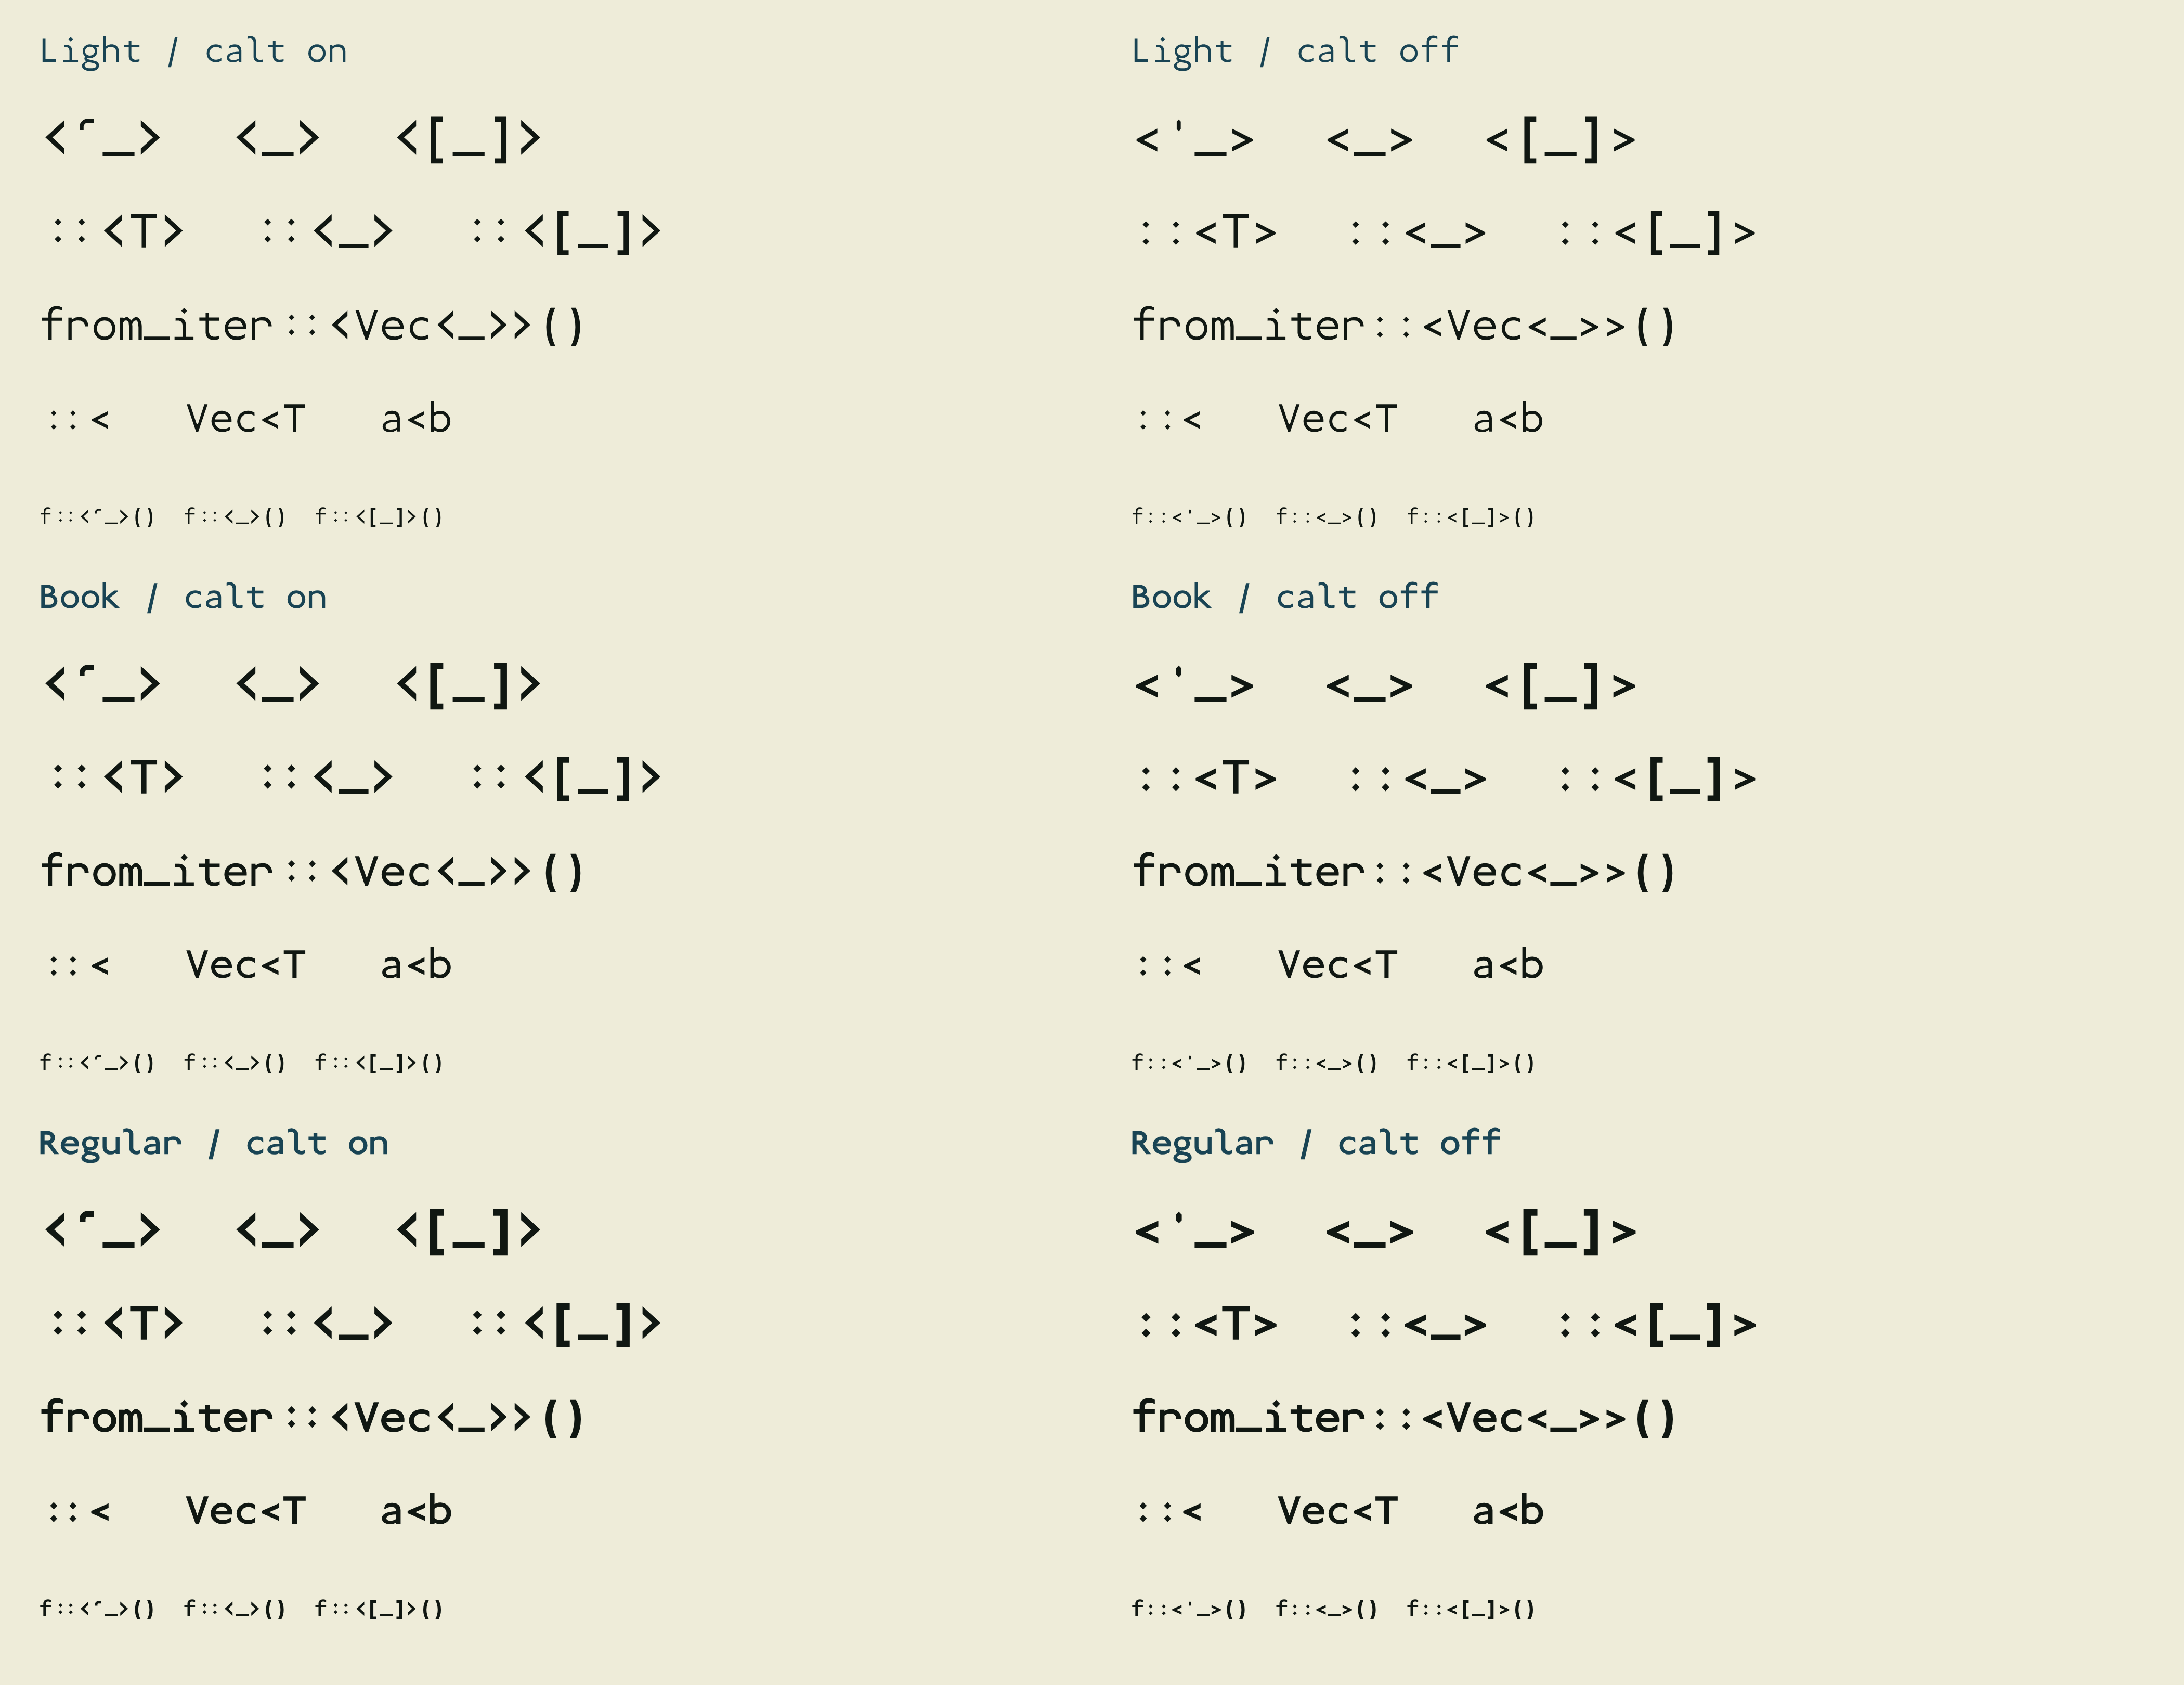 Light / calt on
<'_> <_> <[_]>
::<T> ::<_> ::<[_]>
from_iter::<Vec<_>>()
::< Vec<T a<b
f::<'_>() f::<_>() f::<[_]>()
Light / calt off
<'_> <_> <[_]>
::<T> ::<_> ::<[_]>
from_iter::<Vec<_>>()
::< Vec<T a<b
f::<'_>() f::<_>() f::<[_]>()
Book / calt on
<'_> <_> <[_]>
::<T> ::<_> ::<[_]>
from_iter::<Vec<_>>()
::< Vec<T a<b
f::<'_>() f::<_>() f::<[_]>()
Book / calt off
<'_> <_> <[_]>
::<T> ::<_> ::<[_]>
from_iter::<Vec<_>>()
::< Vec<T a<b
f::<'_>() f::<_>() f::<[_]>()
Regular / calt on
<'_> <_> <[_]>
::<T> ::<_> ::<[_]>
from_iter::<Vec<_>>()
::< Vec<T a<b
f::<'_>() f::<_>() f::<[_]>()
Regular / calt off
<'_> <_> <[_]>
::<T> ::<_> ::<[_]>
from_iter::<Vec<_>>()
::< Vec<T a<b
f::<'_>() f::<_>() f::<[_]>()